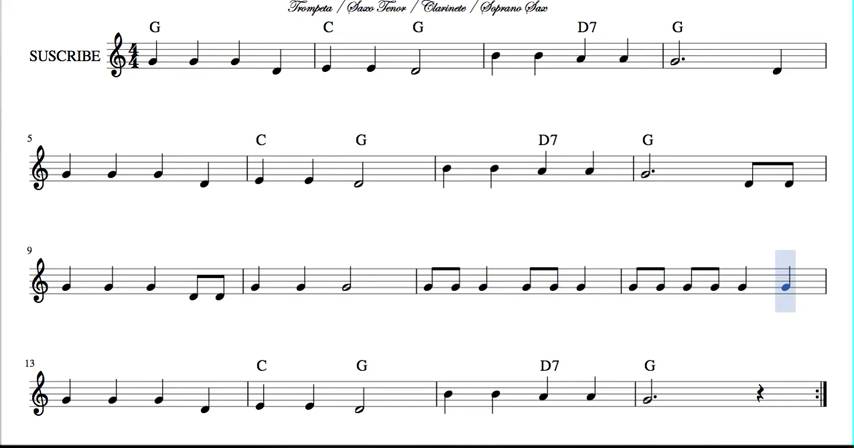 Trompeta / Saxo Tenor / Clarinete / Soprano Sax
G C G D7 G
SUSCRIBE
5 C G D7 G
9
13 C G D7 G